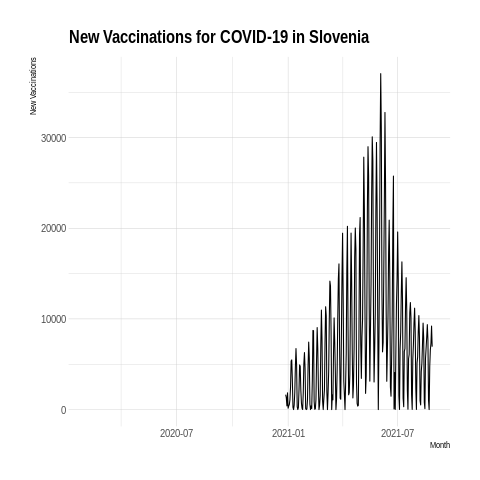 New Vaccinations for COVID-19 in Slovenia
New Vaccinations
30000
20000
10000
0
2020-07
2021-01
2021-07
Month